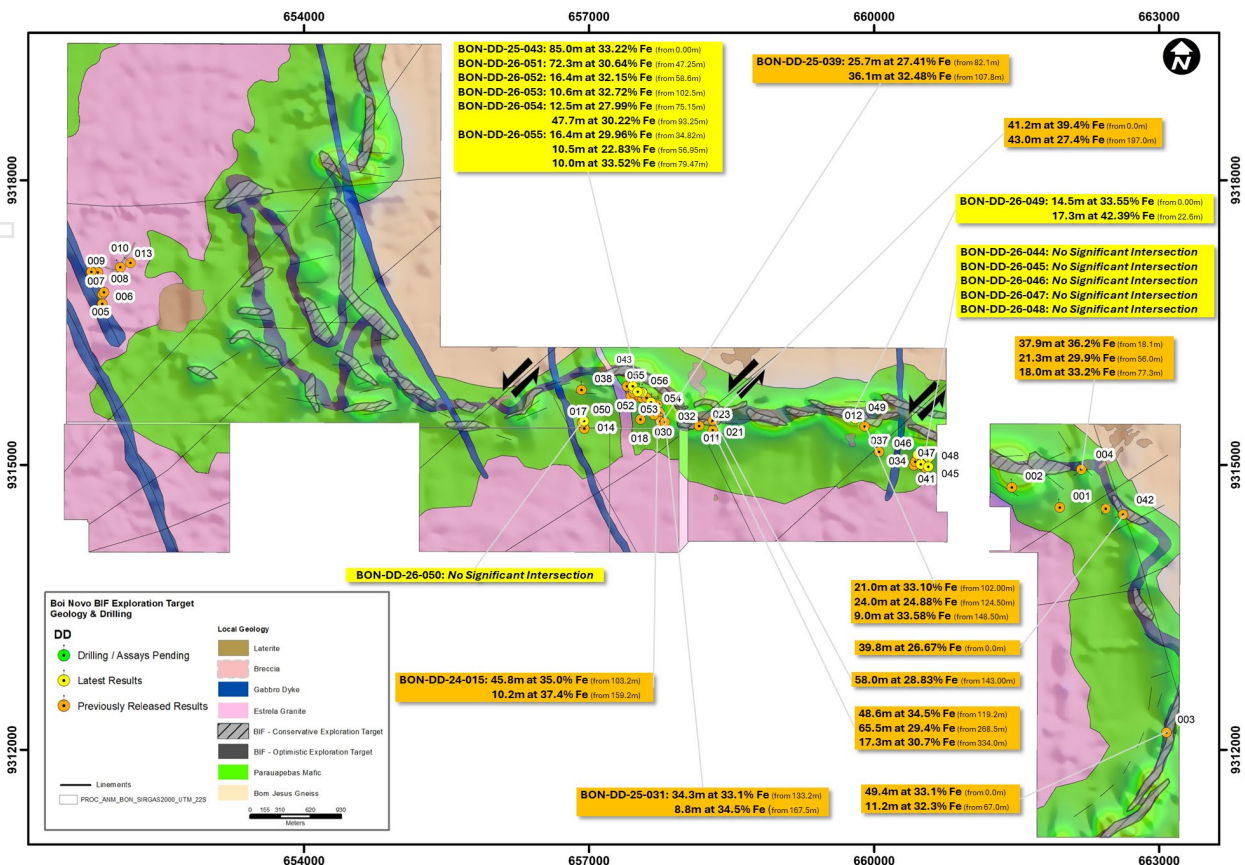 654000
657000
660000
663000
9318000
9315000
9312000
BON-DD-25-043: 85.0m at 33.22% Fe (from 0.00m)
BON-DD-26-051: 72.3m at 30.64% Fe (from 47.25m)
BON-DD-26-052: 16.4m at 32.15% Fe (from 58.6m)
BON-DD-26-053: 10.6m at 32.72% Fe (from 102.5m)
BON-DD-26-054: 12.5m at 27.99% Fe (from 75.15m)
47.7m at 30.22% Fe (from 93.25m)
BON-DD-26-055: 16.4m at 29.96% Fe (from 34.82m)
10.5m at 22.83% Fe (from 56.95m)
10.0m at 33.52% Fe (from 79.47m)
BON-DD-25-039: 25.7m at 27.41% Fe (from 82.1m)
36.1m at 32.48% Fe (from 107.8m)
N
41.2m at 39.4% Fe (from 0.0m)
43.0m at 27.4% Fe (from 197.0m)
BON-DD-26-049: 14.5m at 33.55% Fe (from 0.00m)
17.3m at 42.39% Fe (from 22.6m)
BON-DD-26-044: No Significant Intersection
BON-DD-26-045: No Significant Intersection
BON-DD-26-046: No Significant Intersection
BON-DD-26-047: No Significant Intersection
BON-DD-26-048: No Significant Intersection
37.9m at 36.2% Fe (from 18.1m)
21.3m at 29.9% Fe (from 56.0m)
18.0m at 33.2% Fe (from 77.3m)
010
013
009
008
007
006
005
043
038
055
056
054
052
053
050
017
014
018
030
032
023
011
021
012
049
037
046
034
047
048
041
045
002
004
001
042
003
BON-DD-26-050: No Significant Intersection
21.0m at 33.10% Fe (from 102.00m)
24.0m at 24.88% Fe (from 124.50m)
9.0m at 33.58% Fe (from 148.50m)
39.8m at 26.67% Fe (from 0.0m)
58.0m at 28.83% Fe (from 143.00m)
BON-DD-24-015: 45.8m at 35.0% Fe (from 103.2m)
10.2m at 37.4% Fe (from 159.2m)
48.6m at 34.5% Fe (from 119.2m)
65.5m at 29.4% Fe (from 268.5m)
17.3m at 30.7% Fe (from 334.0m)
BON-DD-25-031: 34.3m at 33.1% Fe (from 133.2m)
8.8m at 34.5% Fe (from 167.5m)
49.4m at 33.1% Fe (from 0.0m)
11.2m at 32.3% Fe (from 67.0m)
Boi Novo BIF Exploration Target
Geology & Drilling
DD
Drilling / Assays Pending
Latest Results
Previously Released Results
Linements
PROC_ANM_BON_SIRGAS2000_UTM_22S
Local Geology
Laterite
Breccia
Gabbro Dyke
Estrela Granite
BIF - Conservative Exploration Target
BIF - Optimistic Exploration Target
Parauapebas Mafic
Bom Jesus Gneiss
0 155 310 620 930
Meters
9318000
9315000
9312000
654000
657000
660000
663000